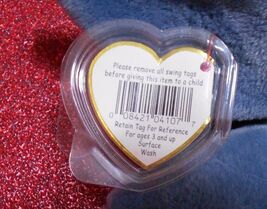 Please remove all swing tags
before giving this item to a child.
0 08421 04107 7
Retain Tag For Reference
For ages 3 and up
Surface
Wash